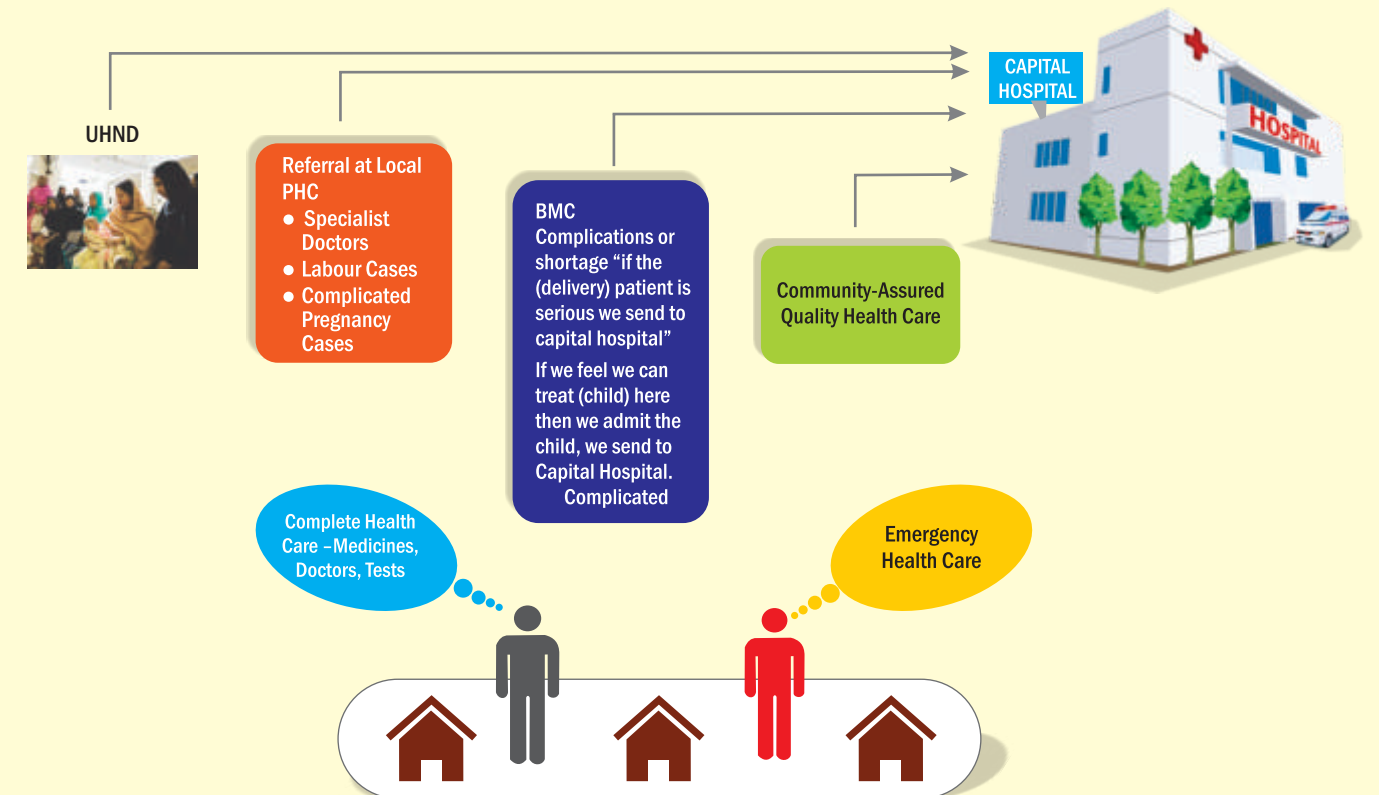 CAPITAL
HOSPITAL
HOSPITAL
UHND
Referral at Local
PHC
● Specialist
Doctors
● Labour Cases
● Complicated
Pregnancy
Cases
BMC
Complications or
shortage “if the
(delivery) patient is
serious we send to
capital hospital”
If we feel we can
treat (child) here
then we admit the
child, we send to
Capital Hospital.
Complicated
Community-Assured
Quality Health Care
Complete Health
Care –Medicines,
Doctors, Tests
Emergency
Health Care